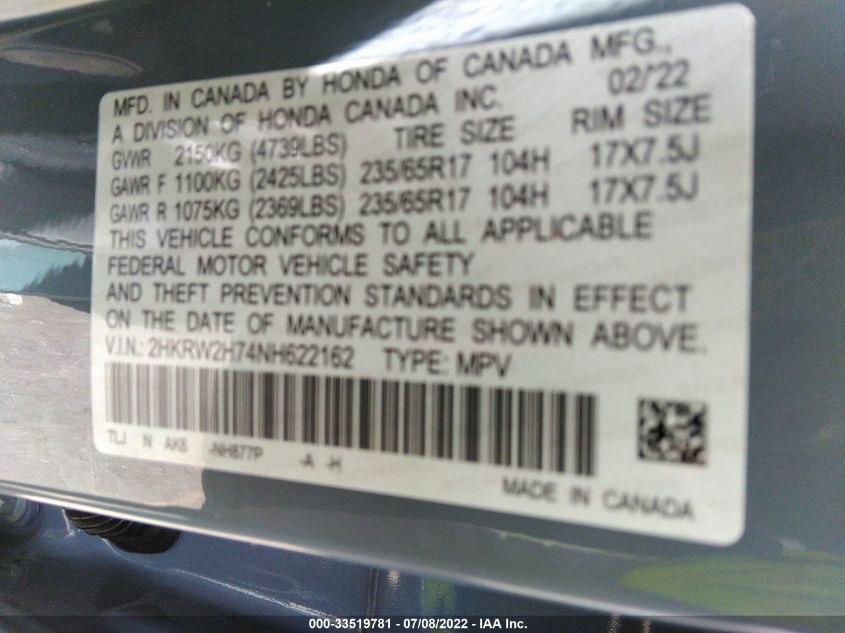 MFD. IN CANADA BY HONDA OF CANADA MFG.,
A DIVISION OF HONDA CANADA INC. 02/'22
GVWR 2150KG (4739LBS) TIRE SIZE RIM SIZE
GAWR F 1100KG (2425LBS) 235/65R17 104H 17X7.5J
GAWR R 1075KG (2369LBS) 235/65R17 104H 17X7.5J
THIS VEHICLE CONFORMS TO ALL APPLICABLE
FEDERAL MOTOR VEHICLE SAFETY
AND THEFT PREVENTION STANDARDS IN EFFECT
ON THE DATE OF MANUFACTURE SHOWN ABOVE.
V.I.N.: 2HKRW2H74NH622162 TYPE: MPV
TLJ N AK6 -NH877P -A -H
MADE IN CANADA
000-33519781 - 07/08/2022 - IAA Inc.